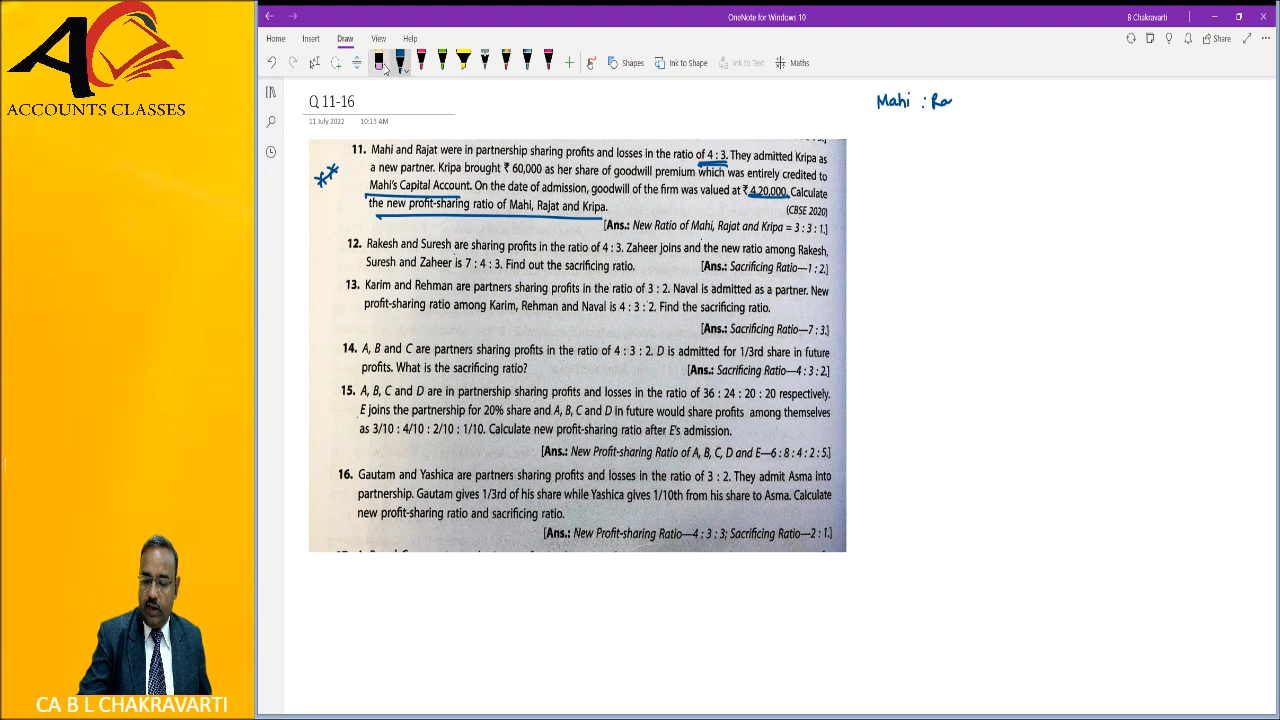 AC
ACCOUNTS CLASSES
OneNote for Windows 10
B Chakravarti
Home Insert Draw View Help
Share
Shapes Ink to Shape Ink to Text Maths
Q 11-16
11 July 2022 10:13 AM
Mahi : Ra
11. Mahi and Rajat were in partnership sharing profits and losses in the ratio of 4 : 3. They admitted Kripa as
a new partner. Kripa brought ₹ 60,000 as her share of goodwill premium which was entirely credited to
Mahi's Capital Account. On the date of admission, goodwill of the firm was valued at ₹ 4,20,000. Calculate
the new profit-sharing ratio of Mahi, Rajat and Kripa. (CBSE 2020)
[Ans.: New Ratio of Mahi, Rajat and Kripa = 3 : 3 : 1.]
12. Rakesh and Suresh are sharing profits in the ratio of 4 : 3. Zaheer joins and the new ratio among Rakesh,
Suresh and Zaheer is 7 : 4 : 3. Find out the sacrificing ratio. [Ans.: Sacrificing Ratio—1 : 2.]
13. Karim and Rehman are partners sharing profits in the ratio of 3 : 2. Naval is admitted as a partner. New
profit-sharing ratio among Karim, Rehman and Naval is 4 : 3 : 2. Find the sacrificing ratio.
[Ans.: Sacrificing Ratio—7 : 3.]
14. A, B and C are partners sharing profits in the ratio of 4 : 3 : 2. D is admitted for 1/3rd share in future
profits. What is the sacrificing ratio? [Ans.: Sacrificing Ratio—4 : 3 : 2.]
15. A, B, C and D are in partnership sharing profits and losses in the ratio of 36 : 24 : 20 : 20 respectively.
E joins the partnership for 20% share and A, B, C and D in future would share profits among themselves
as 3/10 : 4/10 : 2/10 : 1/10. Calculate new profit-sharing ratio after E's admission.
[Ans.: New Profit-sharing Ratio of A, B, C, D and E—6 : 8 : 4 : 2 : 5.]
16. Gautam and Yashica are partners sharing profits and losses in the ratio of 3 : 2. They admit Asma into
partnership. Gautam gives 1/3rd of his share while Yashica gives 1/10th from his share to Asma. Calculate
new profit-sharing ratio and sacrificing ratio.
[Ans.: New Profit-sharing Ratio—4 : 3 : 3; Sacrificing Ratio—2 : 1.]
CA B L CHAKRAVARTI